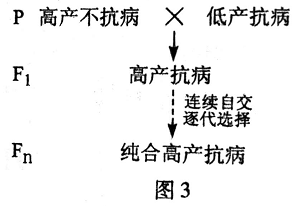 P 高产不抗病 × 低产抗病
F₁ 高产抗病
连续自交
逐代选择
Fn 纯合高产抗病
图3